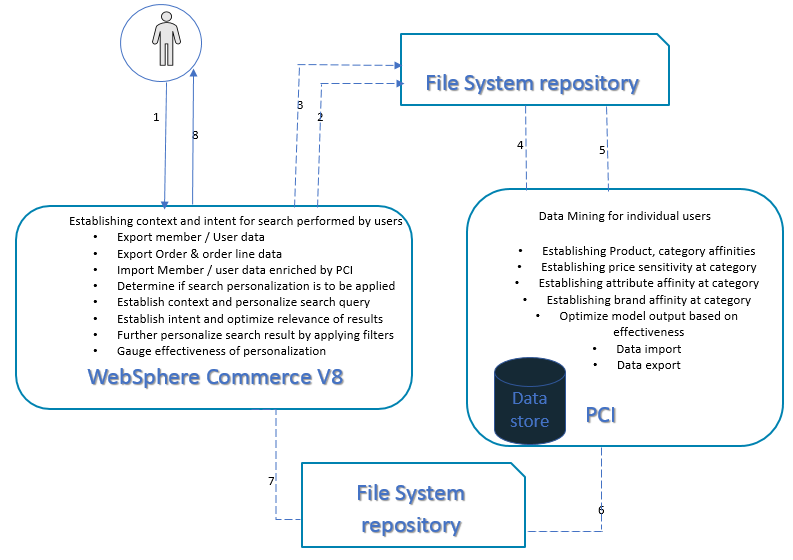 File System repository
1
8
3
2
4
5
Establishing context and intent for search performed by users
• Export member / User data
• Export Order & order line data
• Import Member / user data enriched by PCI
• Determine if search personalization is to be applied
• Establish context and personalize search query
• Establish intent and optimize relevance of results
• Further personalize search result by applying filters
• Gauge effectiveness of personalization
WebSphere Commerce V8
Data Mining for individual users
• Establishing Product, category affinities
• Establishing price sensitivity at category
• Establishing attribute affinity at category
• Establishing brand affinity at category
• Optimize model output based on
effectiveness
• Data import
• Data export
Data
store
PCI
7
File System
repository
6